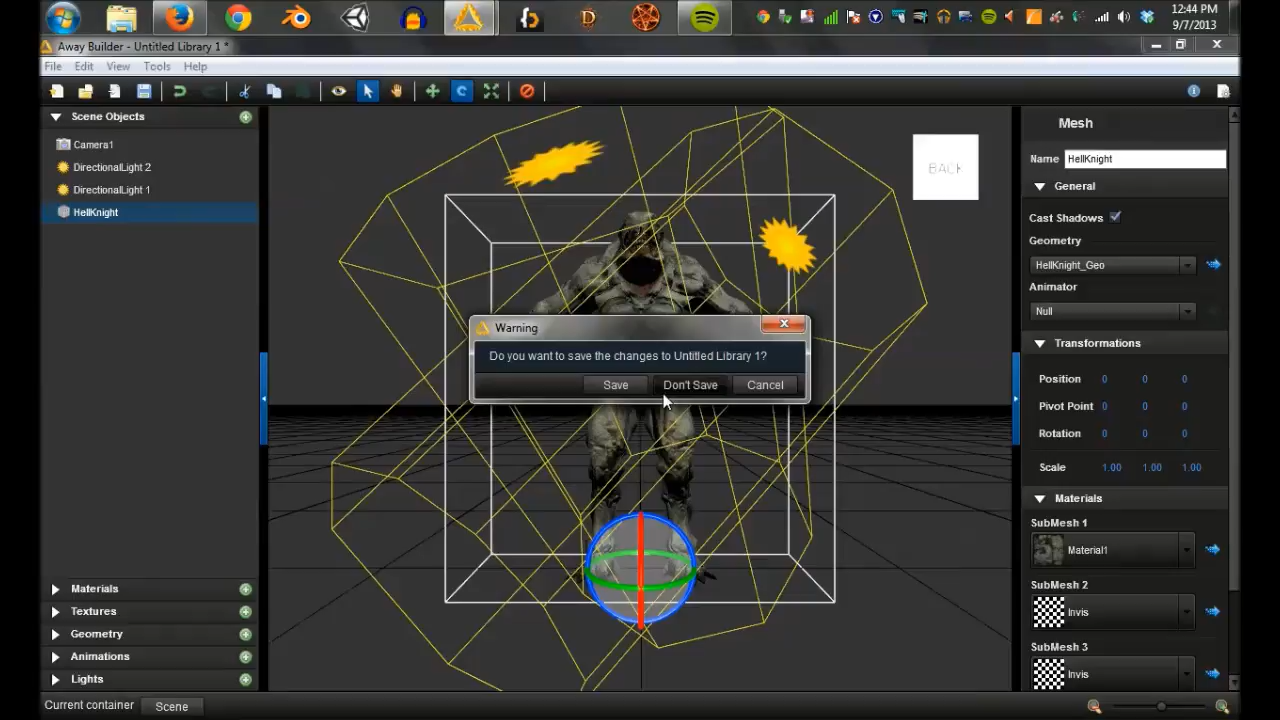 12:44 PM
9/7/2013
Away Builder - Untitled Library 1 *
File Edit View Tools Help
Scene Objects
Camera1
DirectionalLight 2
DirectionalLight 1
HellKnight
Materials
Textures
Geometry
Animations
Lights
Current container Scene
BACK
Warning
Do you want to save the changes to Untitled Library 1?
Save Don't Save Cancel
Mesh
Name HellKnight
General
Cast Shadows
Geometry
HellKnight_Geo
Animator
Null
Transformations
Position 0 0 0
Pivot Point 0 0 0
Rotation 0 0 0
Scale 1.00 1.00 1.00
Materials
SubMesh 1
Material1
SubMesh 2
Invis
SubMesh 3
Invis